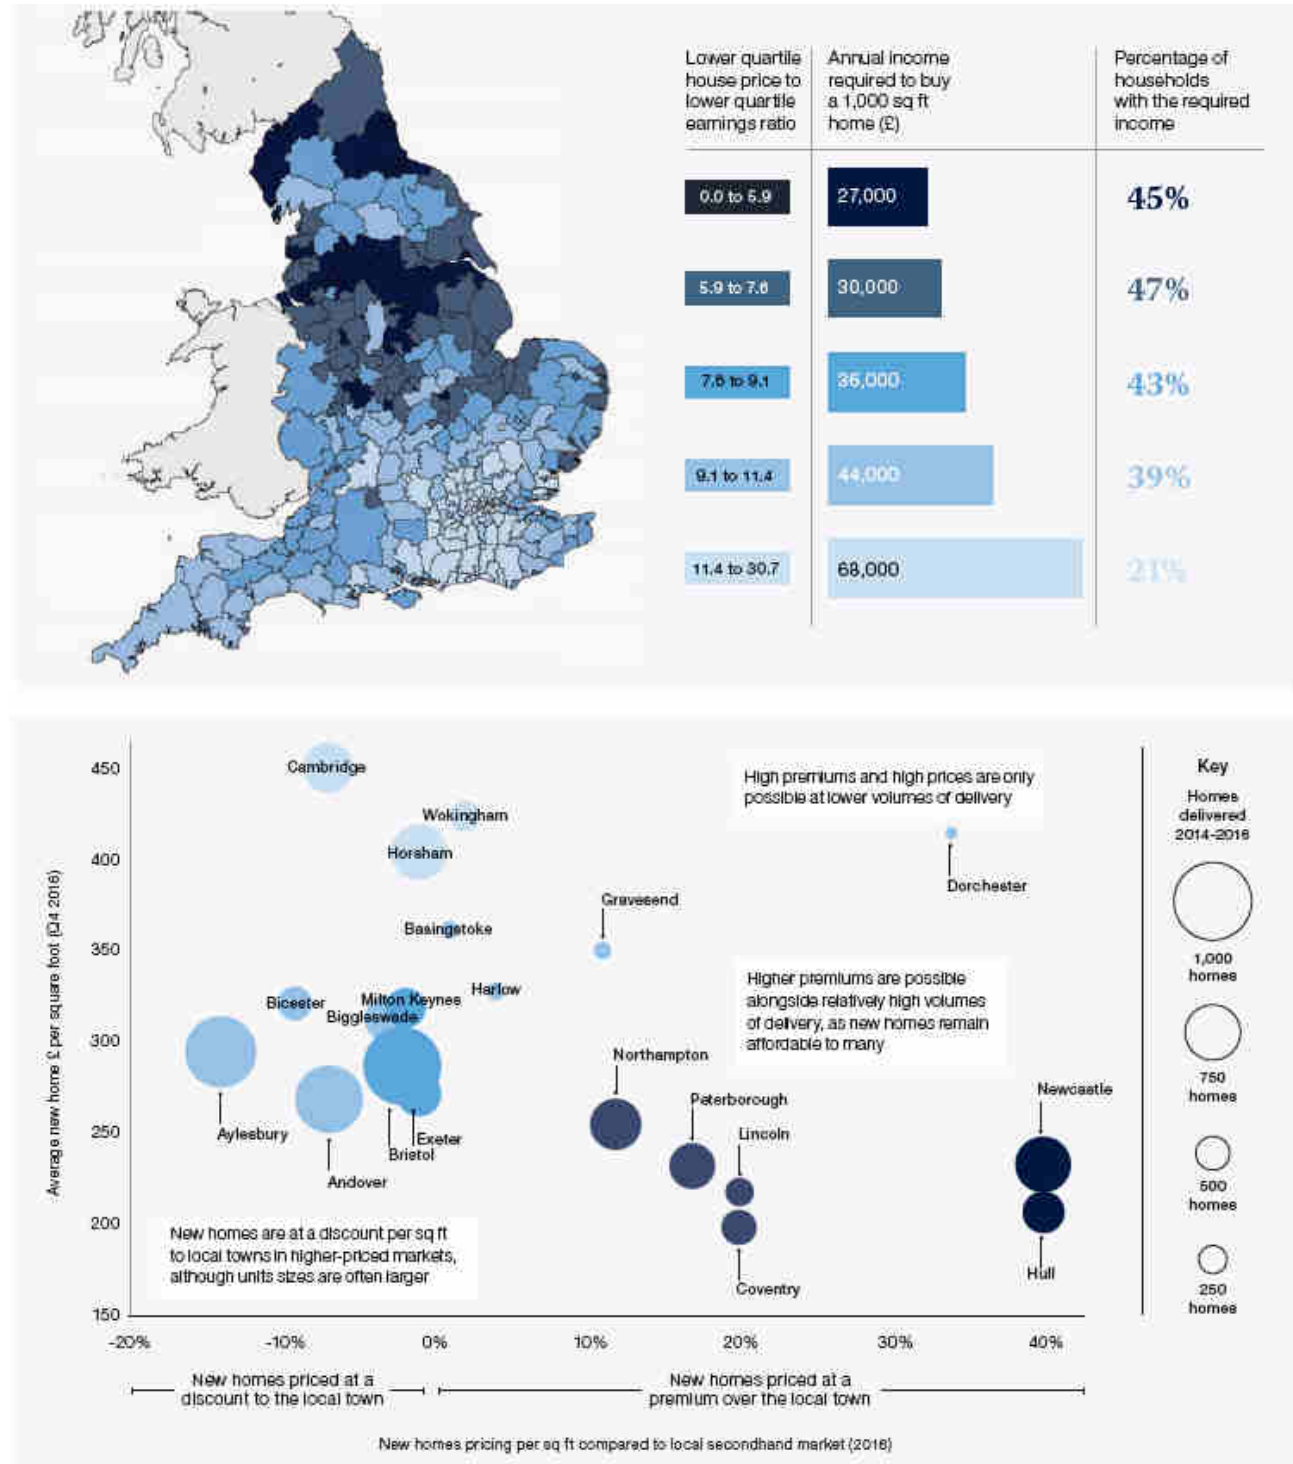 Lower quartile
house price to
lower quartile
earnings ratio
Annual income
required to buy
a 1,000 sq ft
home (£)
Percentage of
households
with the required
income
0.0 to 5.9
27,000
45%
5.9 to 7.6
30,000
47%
7.6 to 9.1
36,000
43%
9.1 to 11.4
44,000
39%
11.4 to 30.7
68,000
21%
Average new home £ per square foot (Q4 2016)
450
400
350
300
250
200
150
-20%
-10%
0%
10%
20%
30%
40%
Cambridge
Wokingham
Horsham
Basingstoke
Harlow
Bicester
Milton Keynes
Biggleswade
Aylesbury
Andover
Exeter
Bristol
Gravesend
Dorchester
Northampton
Peterborough
Lincoln
Coventry
Newcastle
Hull
High premiums and high prices are only
possible at lower volumes of delivery
Higher premiums are possible
alongside relatively high volumes
of delivery, as new homes remain
affordable to many
New homes are at a discount per sq ft
to local towns in higher-priced markets,
although units sizes are often larger
Key
Homes
delivered
2014-2016
1,000
homes
750
homes
500
homes
250
homes
New homes priced at a
discount to the local town
New homes priced at a
premium over the local town
New homes pricing per sq ft compared to local secondhand market (2016)